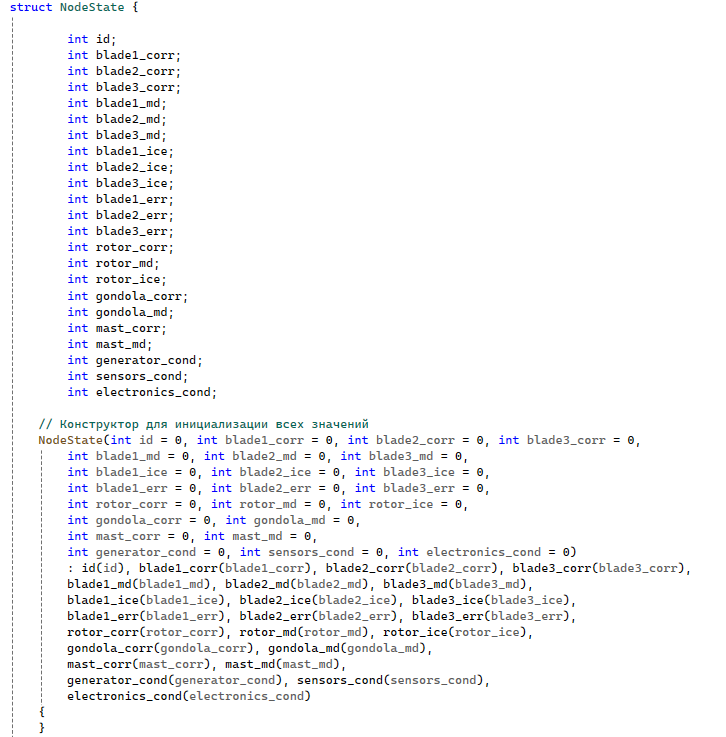 struct NodeState {
int id;
int blade1_corr;
int blade2_corr;
int blade3_corr;
int blade1_md;
int blade2_md;
int blade3_md;
int blade1_ice;
int blade2_ice;
int blade3_ice;
int blade1_err;
int blade2_err;
int blade3_err;
int rotor_corr;
int rotor_md;
int rotor_ice;
int gondola_corr;
int gondola_md;
int mast_corr;
int mast_md;
int generator_cond;
int sensors_cond;
int electronics_cond;
// Конструктор для инициализации всех значений
NodeState(int id = 0, int blade1_corr = 0, int blade2_corr = 0, int blade3_corr = 0,
int blade1_md = 0, int blade2_md = 0, int blade3_md = 0,
int blade1_ice = 0, int blade2_ice = 0, int blade3_ice = 0,
int blade1_err = 0, int blade2_err = 0, int blade3_err = 0,
int rotor_corr = 0, int rotor_md = 0, int rotor_ice = 0,
int gondola_corr = 0, int gondola_md = 0,
int mast_corr = 0, int mast_md = 0,
int generator_cond = 0, int sensors_cond = 0, int electronics_cond = 0)
: id(id), blade1_corr(blade1_corr), blade2_corr(blade2_corr), blade3_corr(blade3_corr),
blade1_md(blade1_md), blade2_md(blade2_md), blade3_md(blade3_md),
blade1_ice(blade1_ice), blade2_ice(blade2_ice), blade3_ice(blade3_ice),
blade1_err(blade1_err), blade2_err(blade2_err), blade3_err(blade3_err),
rotor_corr(rotor_corr), rotor_md(rotor_md), rotor_ice(rotor_ice),
gondola_corr(gondola_corr), gondola_md(gondola_md),
mast_corr(mast_corr), mast_md(mast_md),
generator_cond(generator_cond), sensors_cond(sensors_cond),
electronics_cond(electronics_cond)
{
}